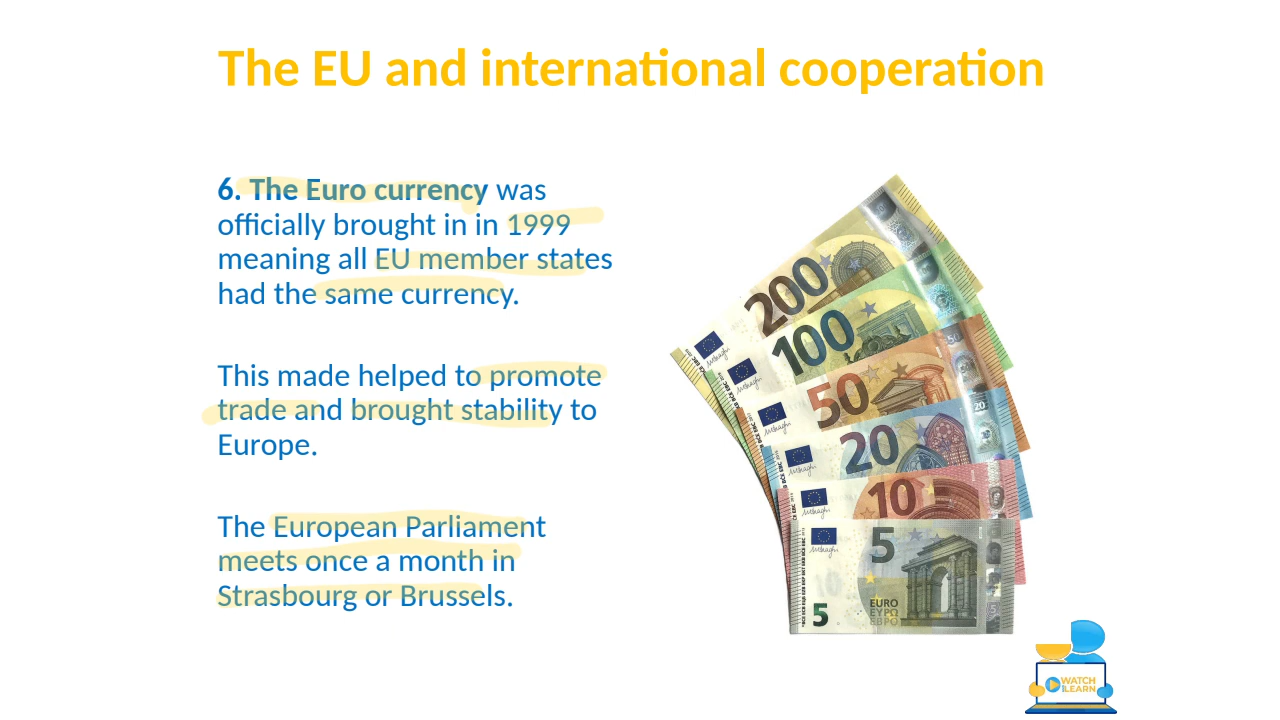 The EU and international cooperation
6. The Euro currency was
officially brought in in 1999
meaning all EU member states
had the same currency.
This made helped to promote
trade and brought stability to
Europe.
The European Parliament
meets once a month in
Strasbourg or Brussels.
200
100
50
20
10
5
5
EURO
ΕΥΡΩ
ЕВРО
WATCH
LEARN